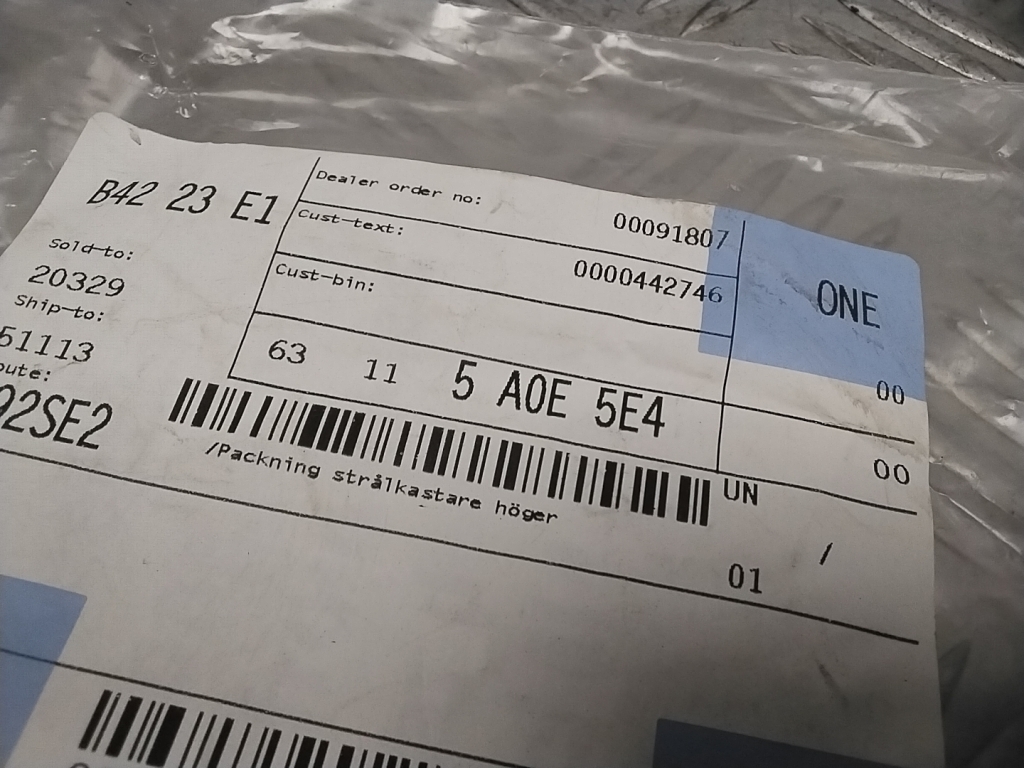 B42 23 E1
Dealer order no:
00091807
Cust-text:
0000442746
Cust-bin:
ONE
00
00
Sold-to:
20329
Ship-to:
51113
92SE2
63 11 5 A0E 5E4
/Packning strålkastare höger
UN
01 /